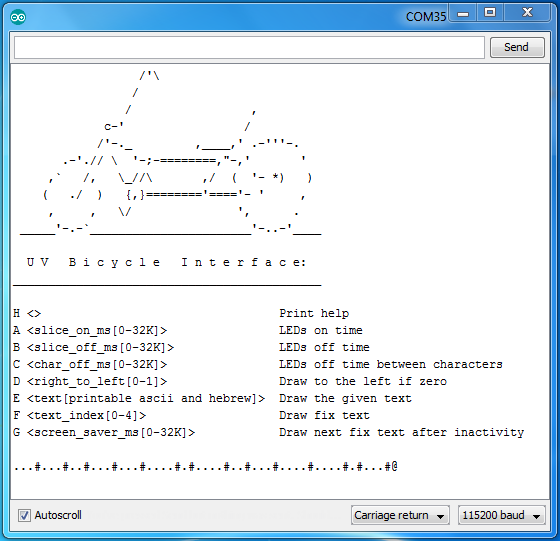 COM35
Send
U V   B i c y c l e   I n t e r f a c e:
H <> Print help
A <slice_on_ms[0-32K]> LEDs on time
B <slice_off_ms[0-32K]> LEDs off time
C <char_off_ms[0-32K]> LEDs off time between characters
D <right_to_left[0-1]> Draw to the left if zero
E <text[printable ascii and hebrew]> Draw the given text
F <text_index[0-4]> Draw fix text
G <screen_saver_ms[0-32K]> Draw next fix text after inactivity
...#...#..#...#...#....#.#....#..#...#....#....#.#...#@
Autoscroll
Carriage return
115200 baud